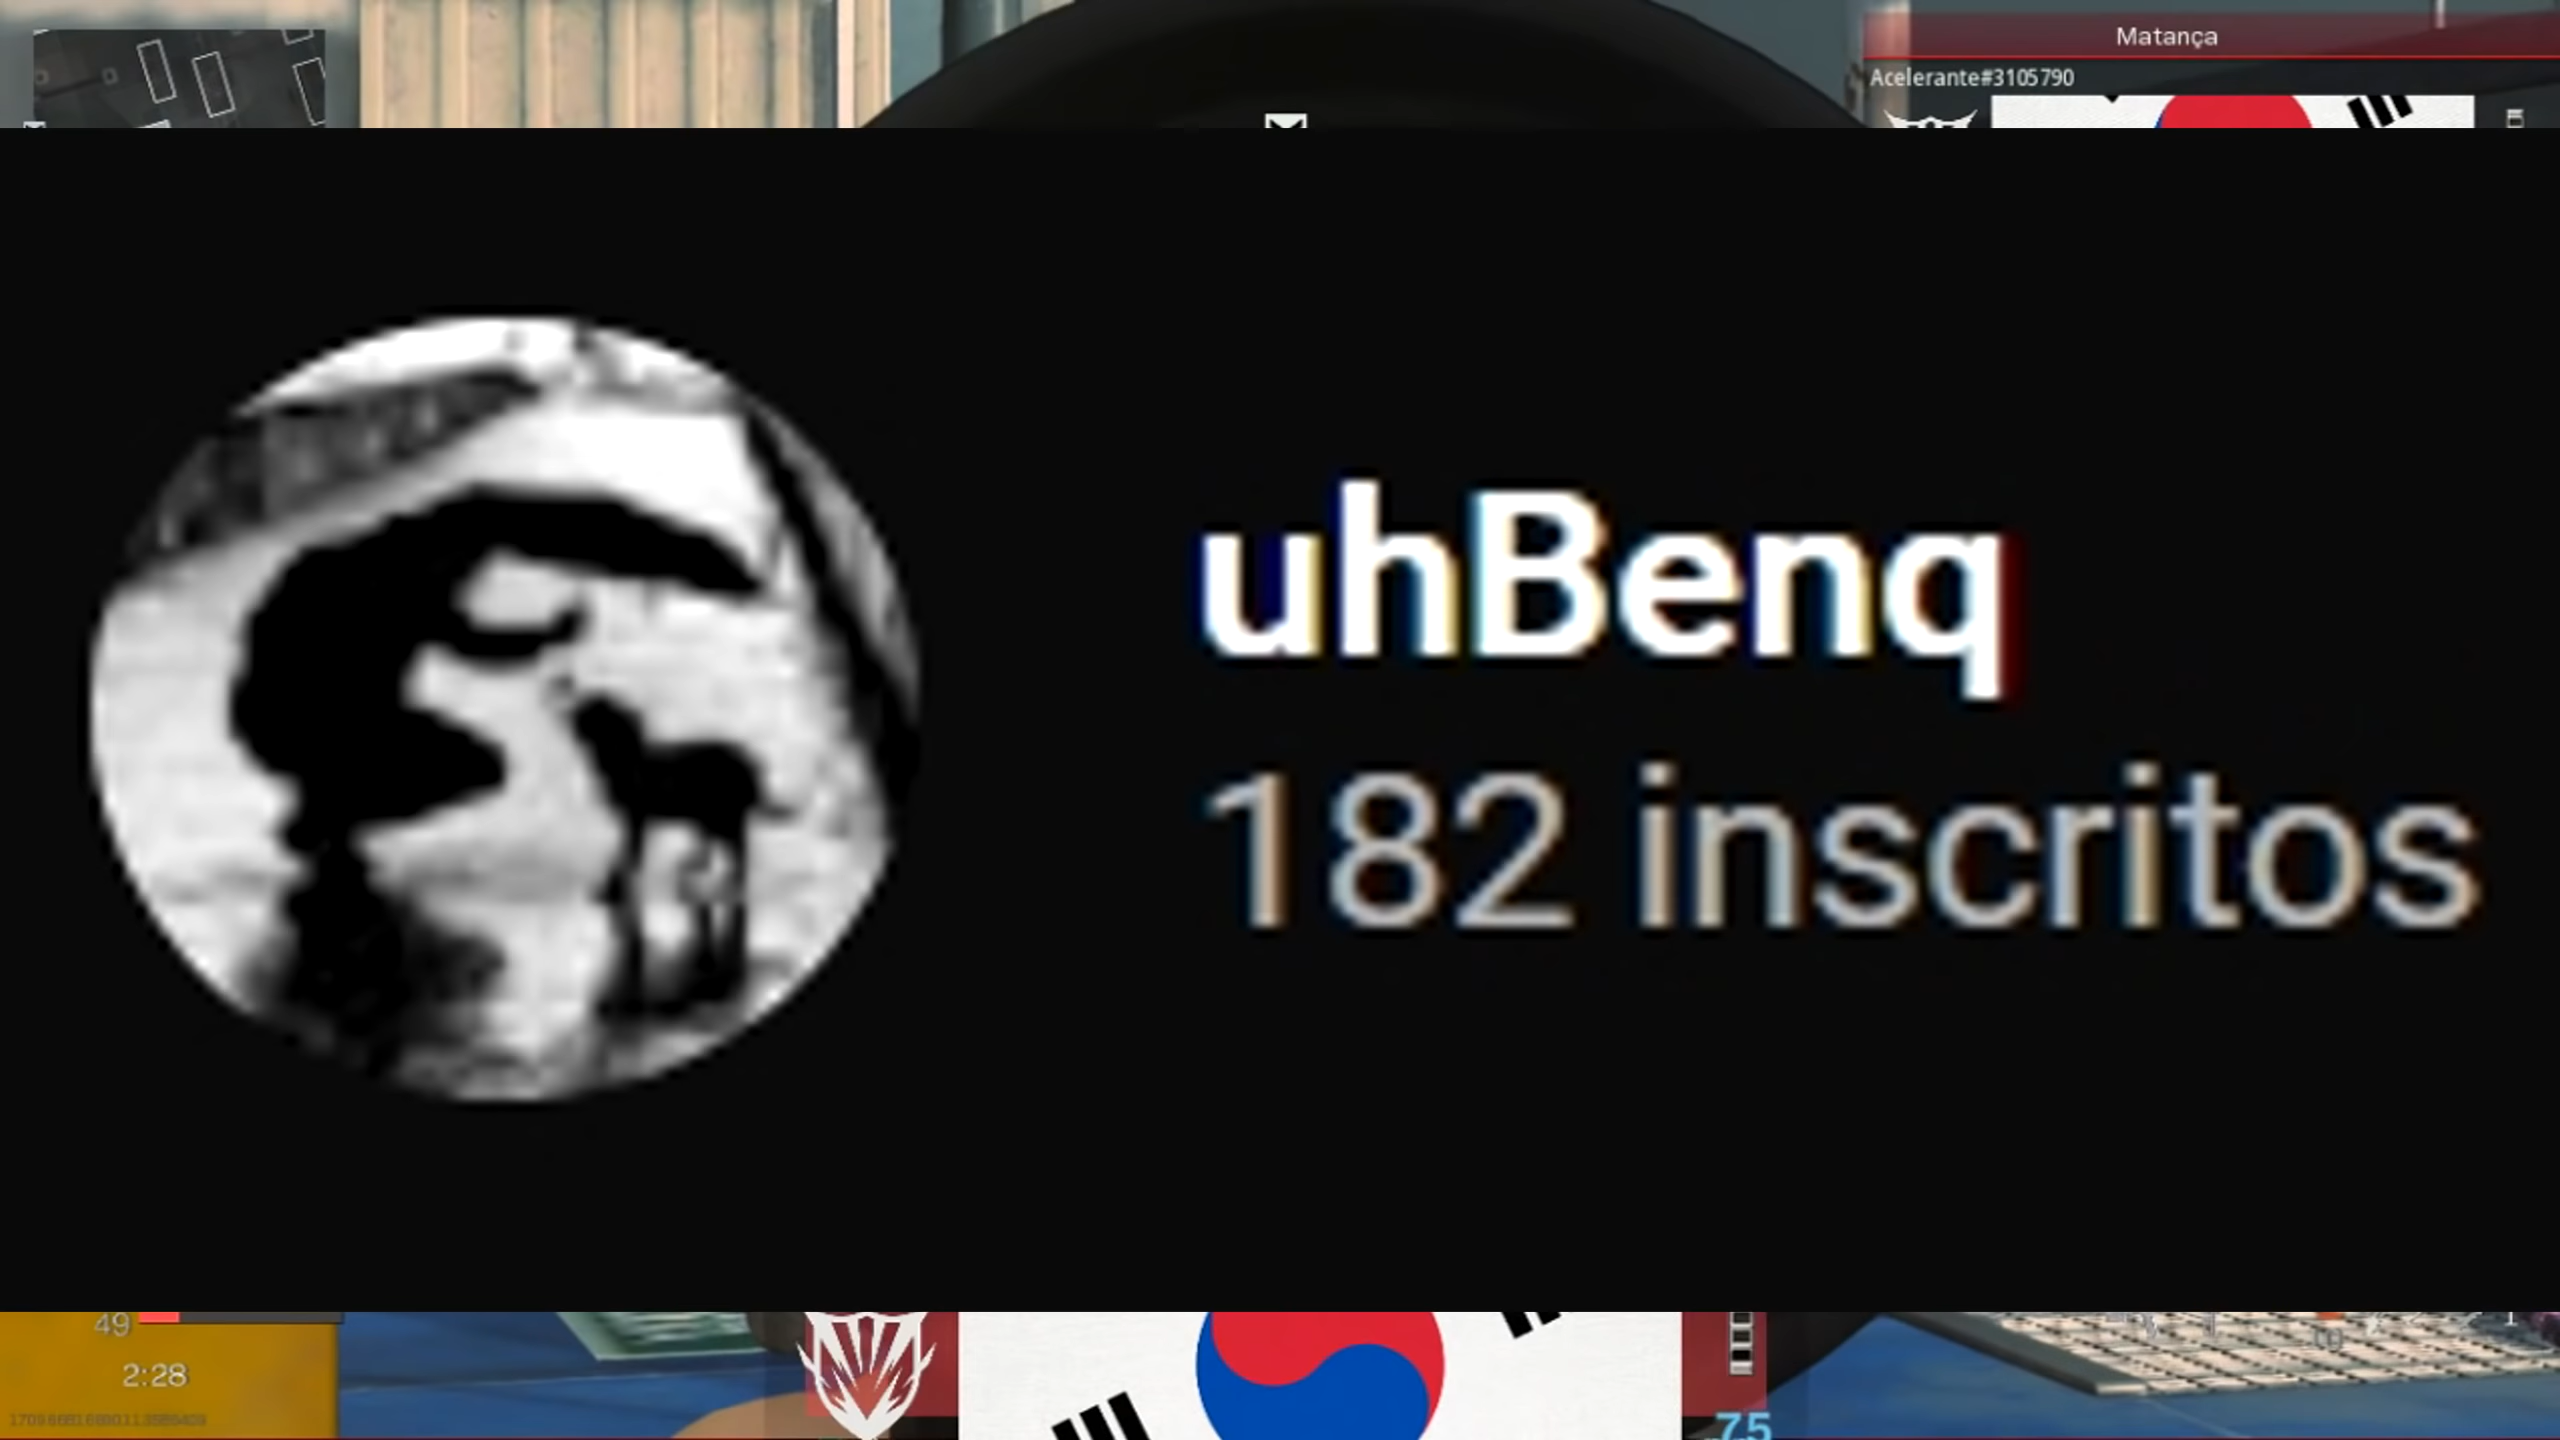 Matança
Acelerante#3105790
uhBenq
182 inscritos
49
2:28
75